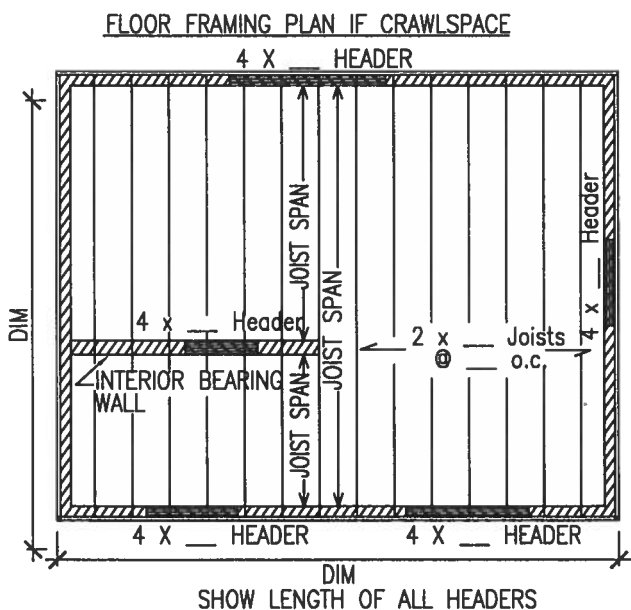 FLOOR FRAMING PLAN IF CRAWLSPACE
4 X __ HEADER
JOIST SPAN
JOIST SPAN
4 x __ Header
DIM
4 x __ Header
2 x __ Joists
@ __ o.c.
INTERIOR BEARING
WALL
JOIST SPAN
4 X __ HEADER
4 X __ HEADER
DIM
SHOW LENGTH OF ALL HEADERS